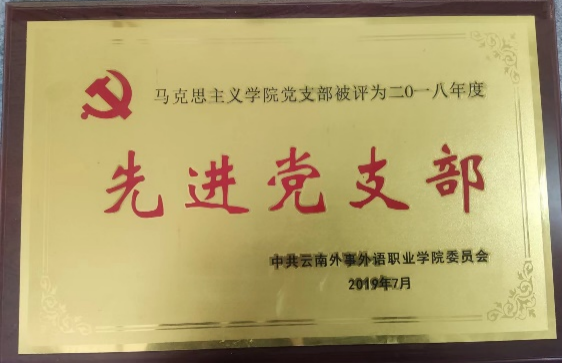 马克思主义学院党支部被评为二0一八年度
先进党支部
中共云南外事外语职业学院委员会
2019年7月